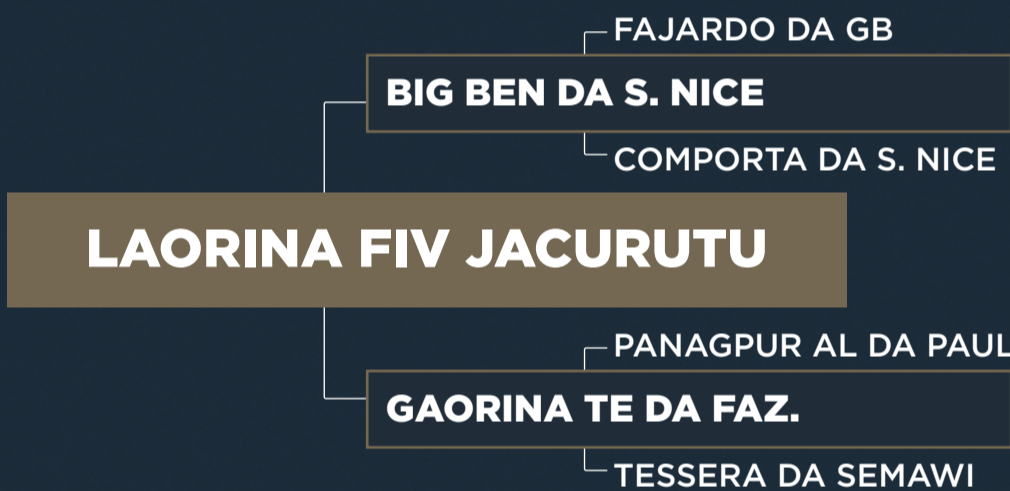 FAJARDO DA GB
BIG BEN DA S. NICE
COMPORTA DA S. NICE
LAORINA FIV JACURUTU
PANAGPUR AL DA PAUL
GAORINA TE DA FAZ.
TESSERA DA SEMAWI